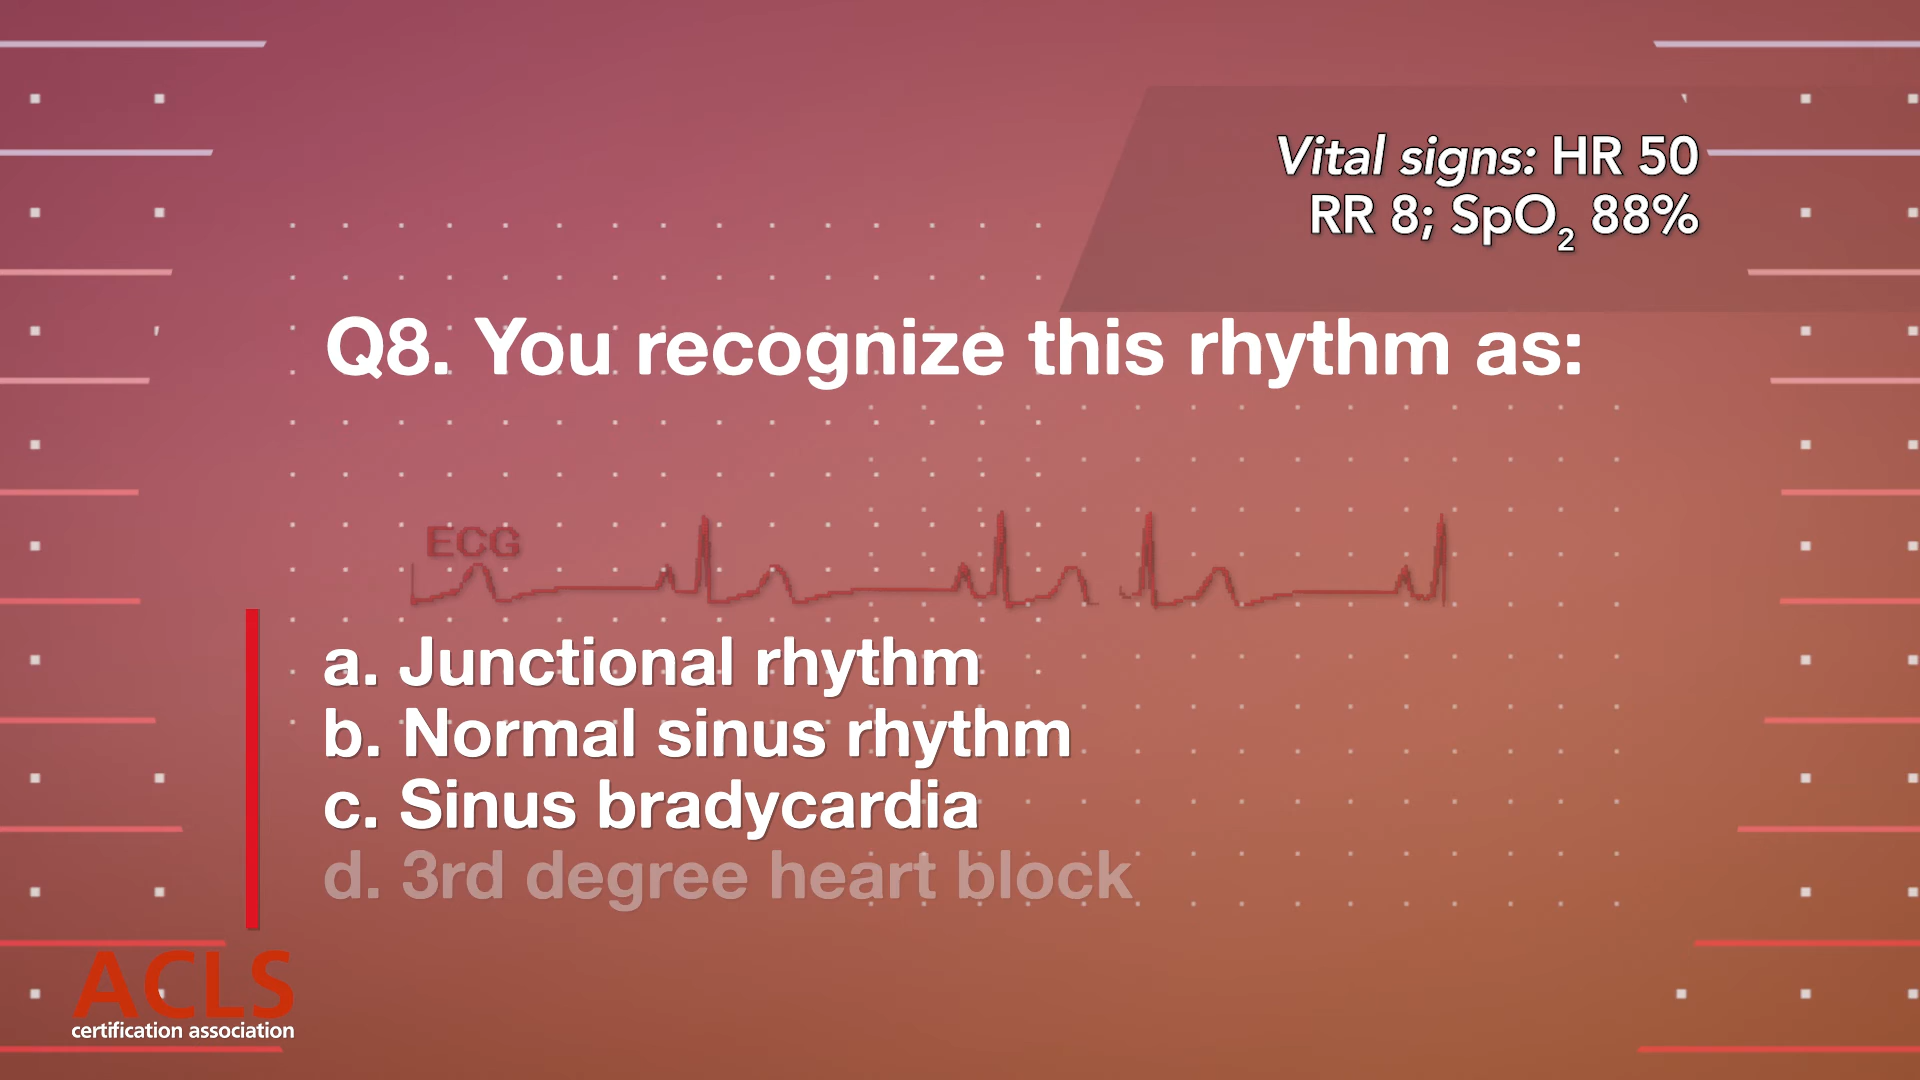 Vital signs: HR 50
RR 8; SpO₂ 88%
Q8. You recognize this rhythm as:
ECG
a. Junctional rhythm
b. Normal sinus rhythm
c. Sinus bradycardia
d. 3rd degree heart block
ACLS
certification association